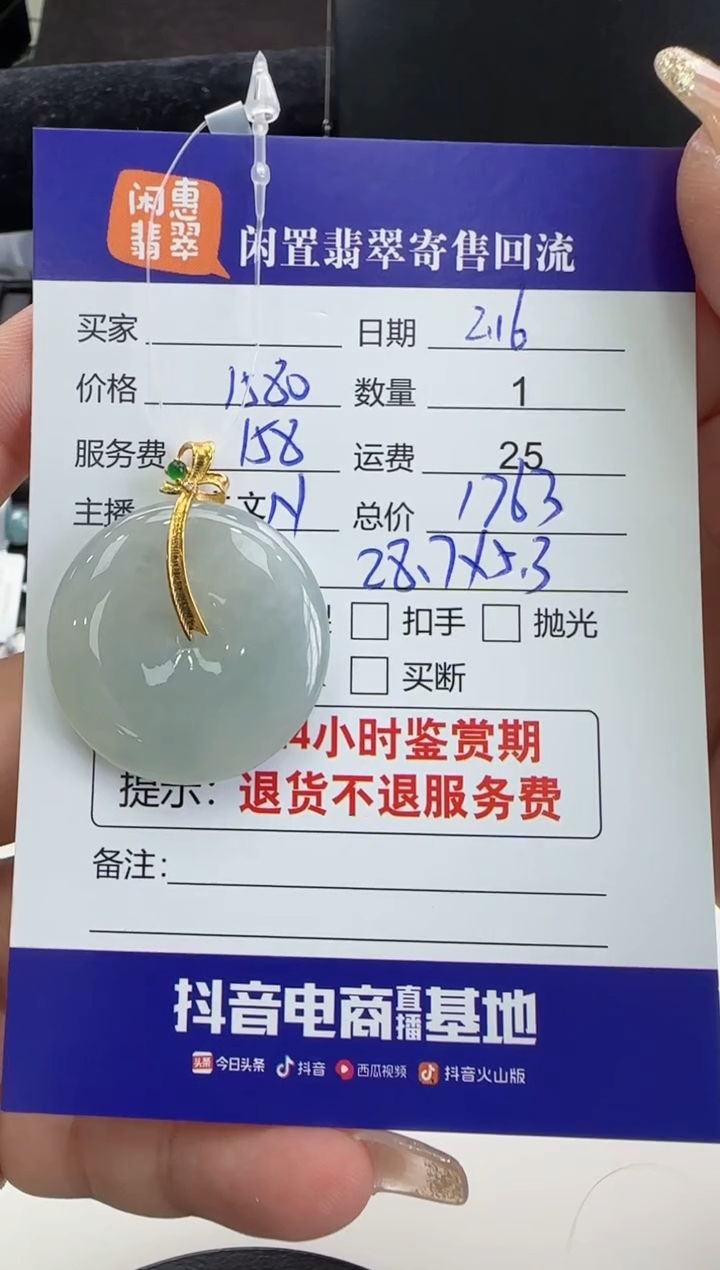 闲惠
翡翠
闲置翡翠寄售回流
买家 日期 2.16
价格 1580 数量 1
服务费 158 运费 25
主播 文N 总价 1763
28.7X5.3
扣手 抛光
买断
4小时鉴赏期
提示：退货不退服务费
备注：
抖音电商直播基地
头条 今日头条 抖音 西瓜视频 抖音火山版